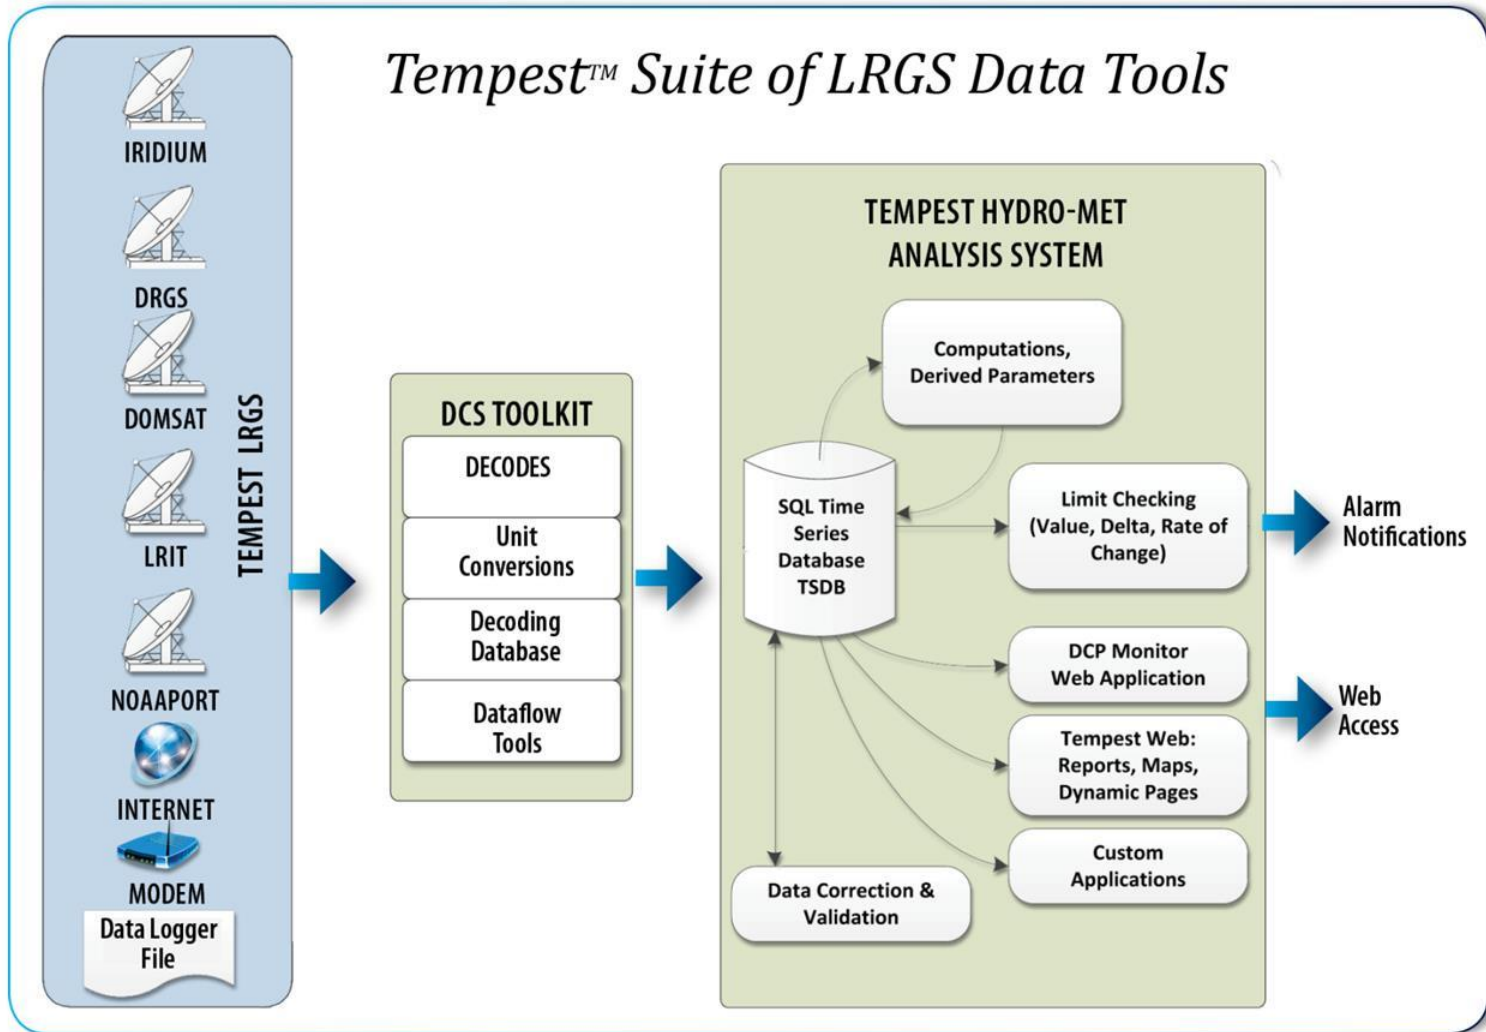 Tempest™ Suite of LRGS Data Tools
IRIDIUM
DRGS
DOMSAT
LRIT
NOAAPORT
INTERNET
MODEM
Data Logger
File
TEMPEST LRGS
DCS TOOLKIT
DECODES
Unit
Conversions
Decoding
Database
Dataflow
Tools
TEMPEST HYDRO-MET
ANALYSIS SYSTEM
Computations,
Derived Parameters
SQL Time
Series
Database
TSDB
Limit Checking
(Value, Delta, Rate of
Change)
DCP Monitor
Web Application
Tempest Web:
Reports, Maps,
Dynamic Pages
Custom
Applications
Data Correction &
Validation
Alarm
Notifications
Web
Access